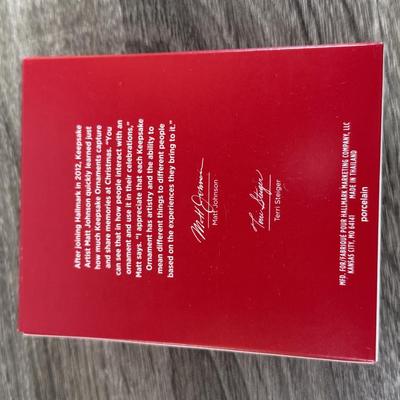 After joining Hallmark in 2012, Keepsake
Artist Matt Johnson quickly learned just
how much Keepsake Ornaments capture
and share memories at Christmas. "You
can see that in how people interact with an
ornament and use it in their celebrations,"
Matt says. "I appreciate that each Keepsake
Ornament has artistry and the ability to
mean different things to different people
based on the experiences they bring to it."
Matt Johnson
Matt Johnson
Terri Steiger
Terri Steiger
MFD. FOR/FABRIQUÉ POUR HALLMARK MARKETING COMPANY, LLC
KANSAS CITY, MO 64141 MADE IN THAILAND
porcelain